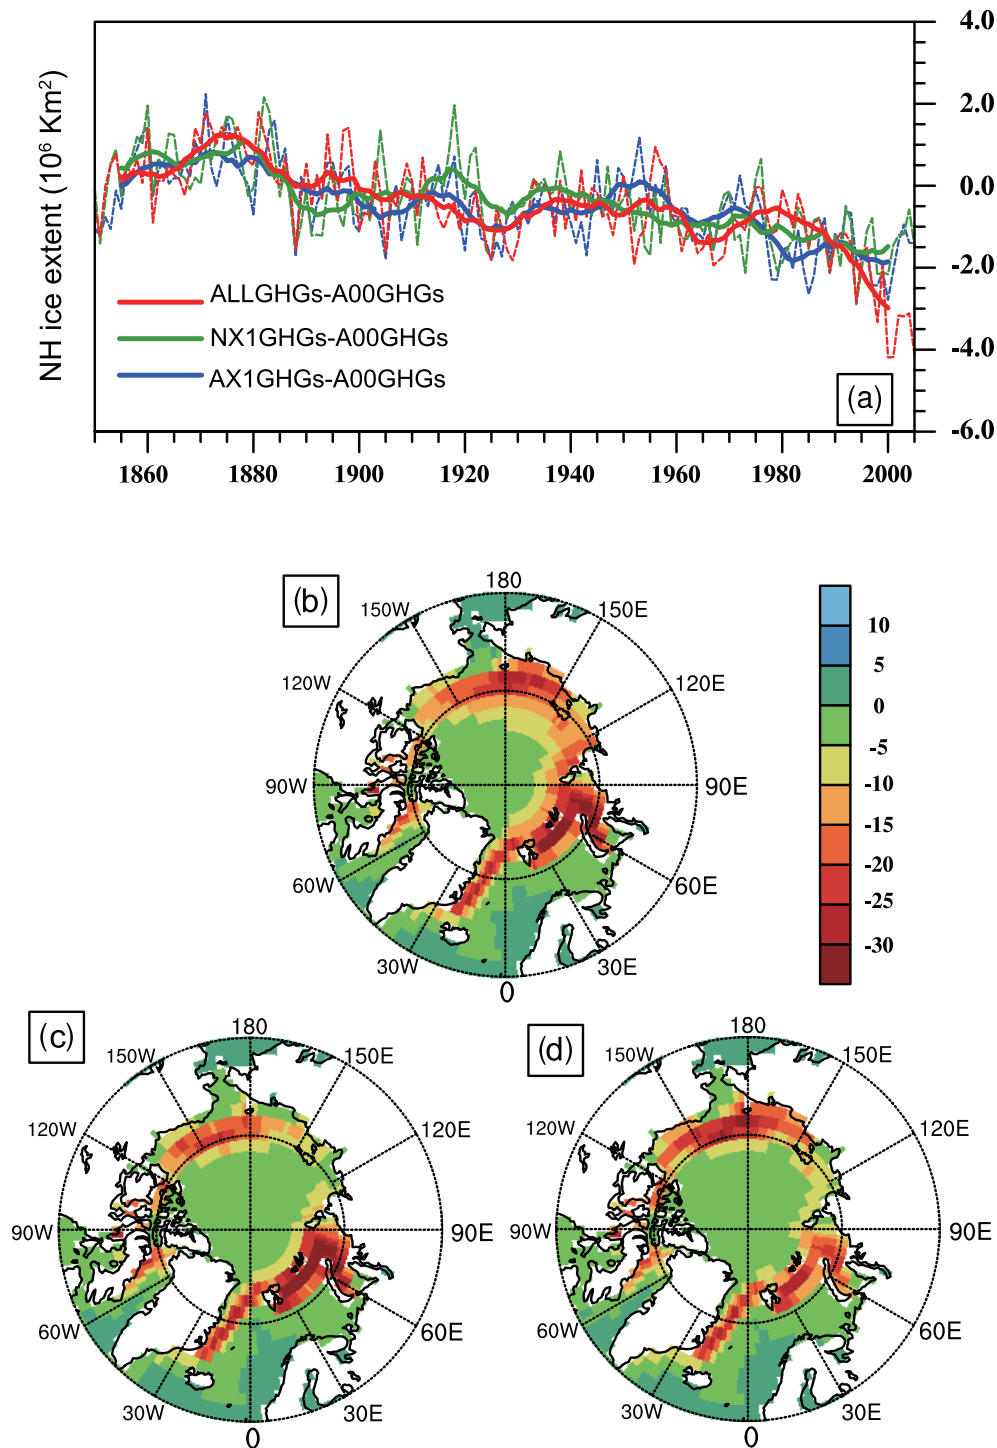 4.0
2.0
0.0
-2.0
-4.0
-6.0
NH ice extent (10⁶ Km²)
ALLGHGs-A00GHGs
NX1GHGs-A00GHGs
AX1GHGs-A00GHGs
(a)
1860 1880 1900 1920 1940 1960 1980 2000
(b)
180
150W 150E
120W 120E
90W 90E
60W 60E
30W 30E
0
10
5
0
-5
-10
-15
-20
-25
-30
(c)
180
150W 150E
120W 120E
90W 90E
60W 60E
30W 30E
0
(d)
180
150W 150E
120W 120E
90W 90E
60W 60E
30W 30E
0